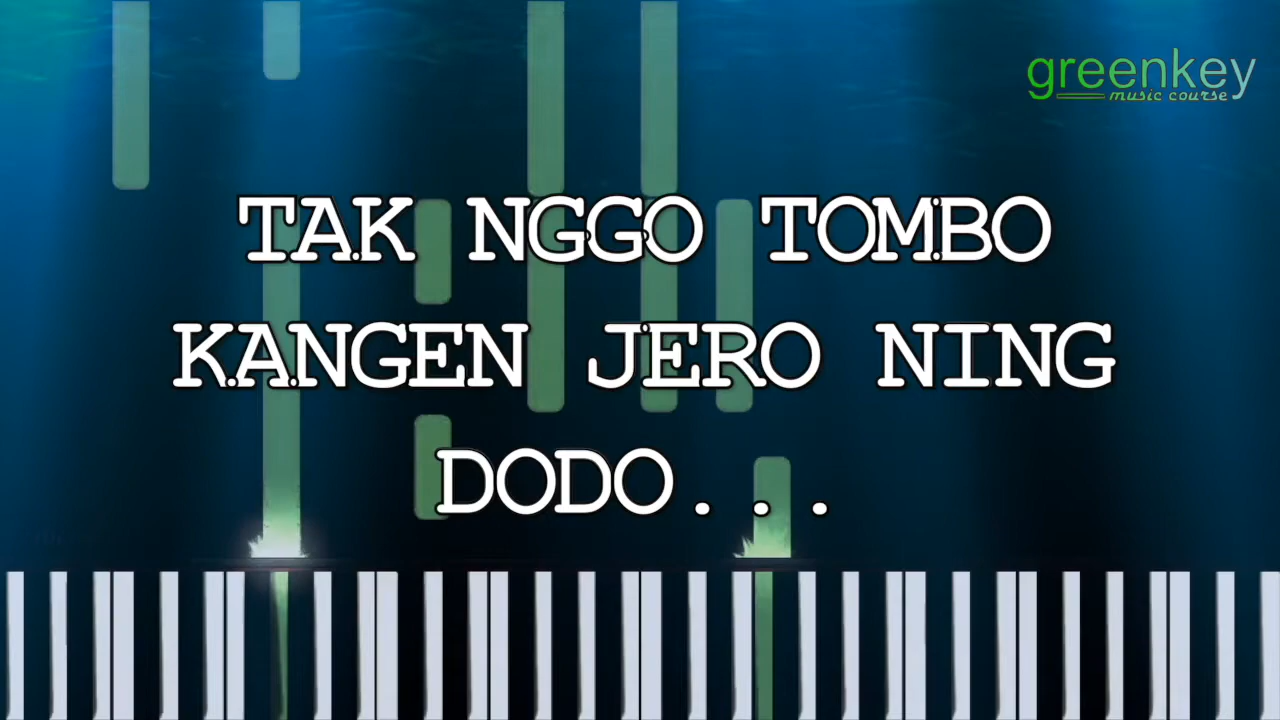 greenkey
music course
TAK NGGO TOMBO
KANGEN JERO NING
DODO...